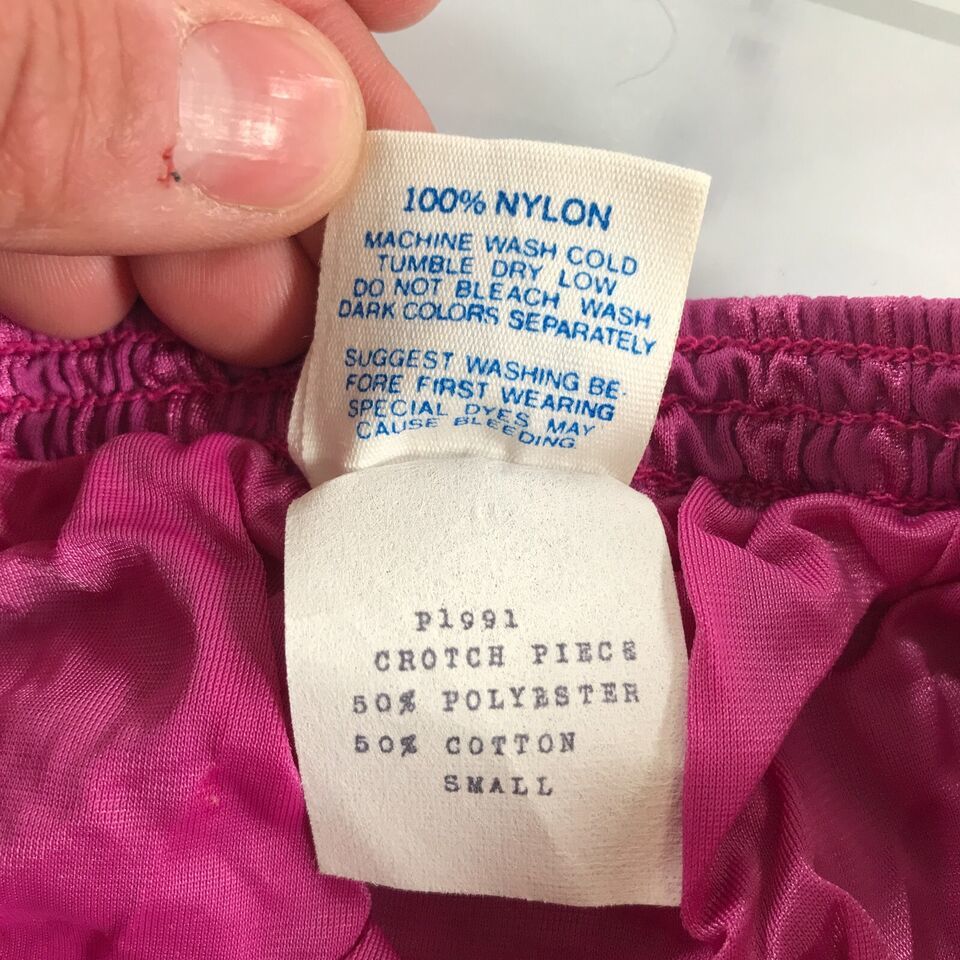 100% NYLON
MACHINE WASH COLD
TUMBLE DRY LOW
DO NOT BLEACH WASH
DARK COLORS SEPARATELY
SUGGEST WASHING BE-
FORE FIRST WEARING
SPECIAL DYES MAY
CAUSE BLEEDING.
P1991
CROTCH PIECE
50% POLYESTER
50% COTTON
SMALL